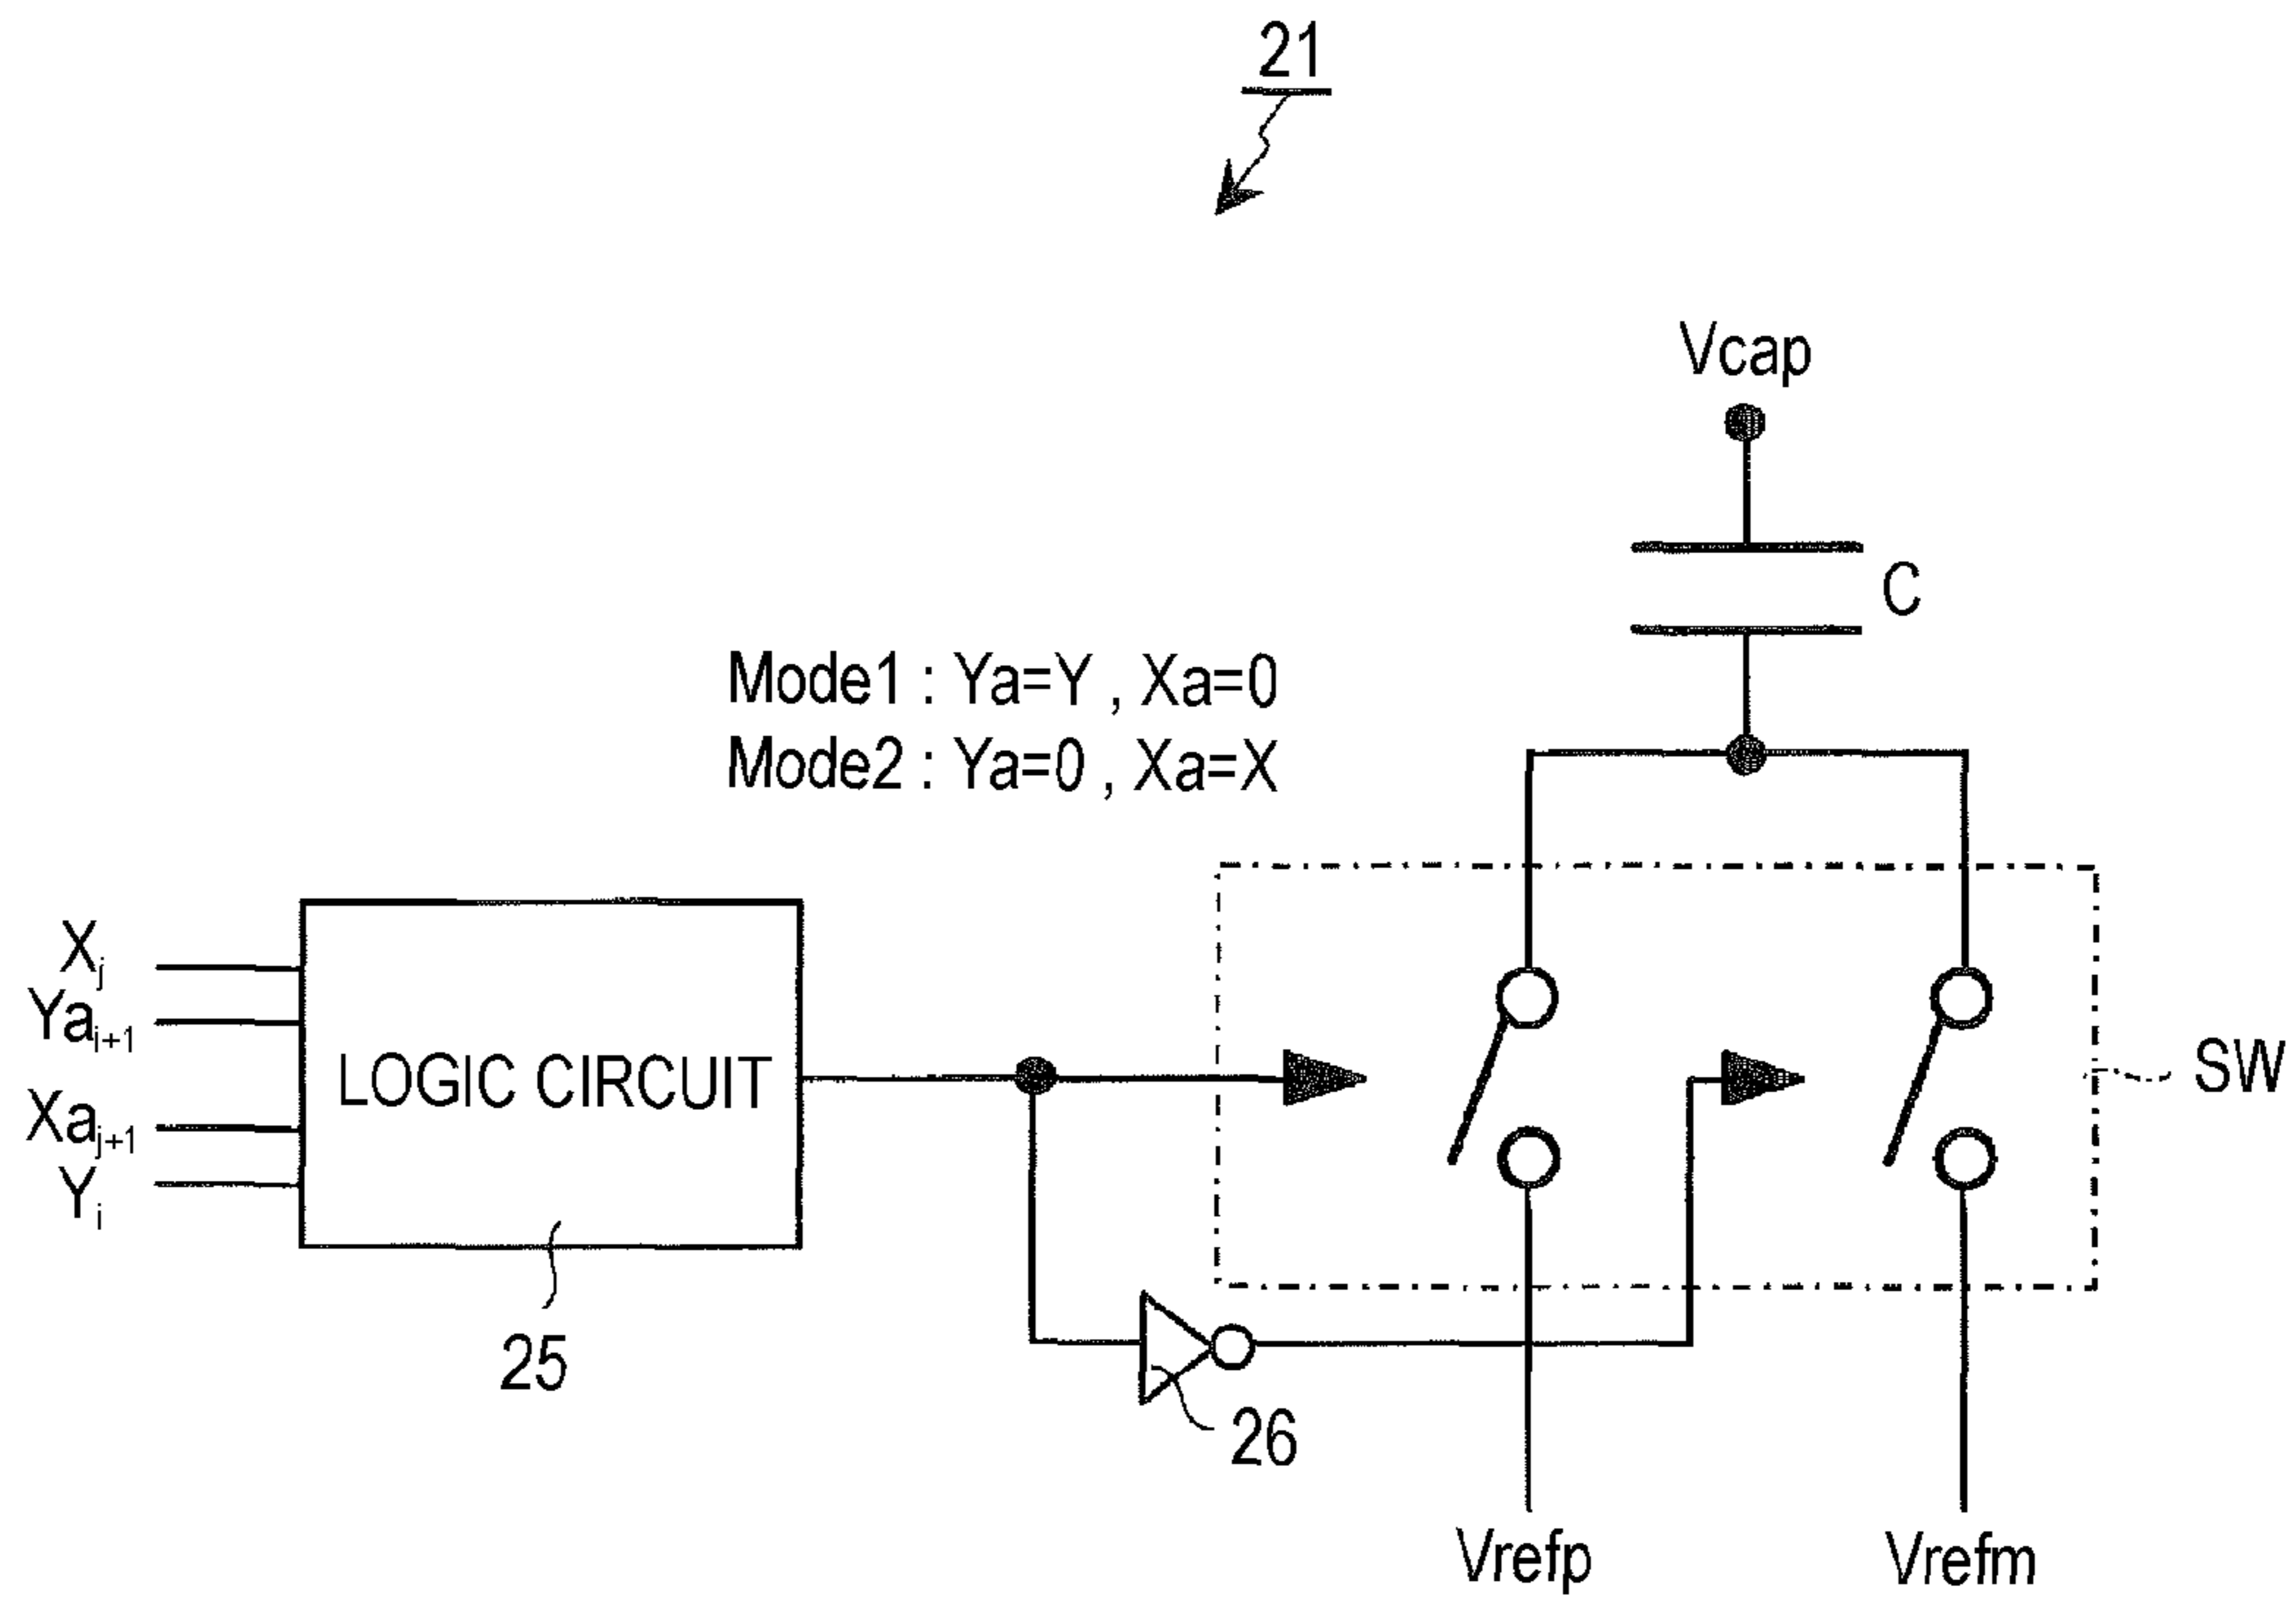 21
Vcap
C
Mode1 : Ya=Y , Xa=0
Mode2 : Ya=0 , Xa=X
Xj
Yai+1
Xaj+1
Yi
LOGIC CIRCUIT
SW
25
26
Vrefp
Vrefm